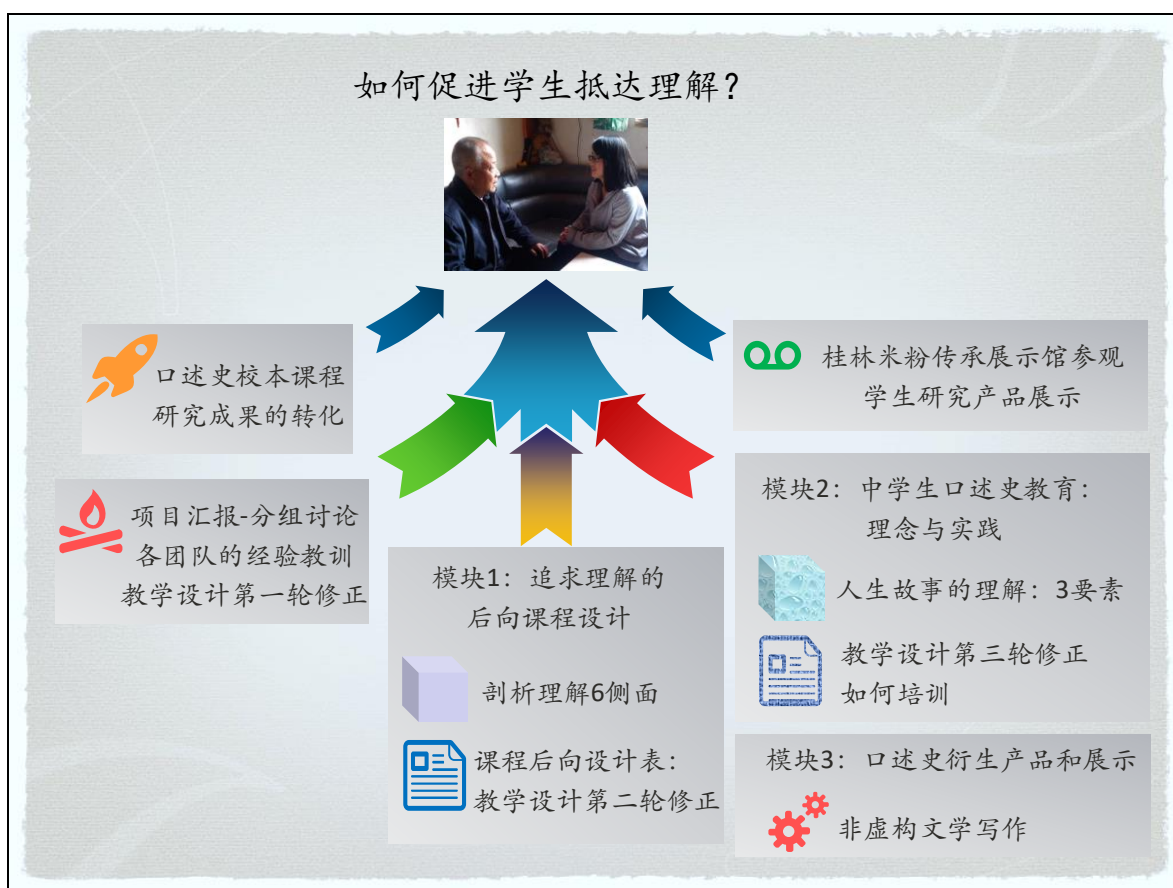 如何促进学生抵达理解?
口述史校本课程
研究成果的转化
项目汇报-分组讨论
各团队的经验教训
教学设计第一轮修正
模块1: 追求理解的
后向课程设计
剖析理解6侧面
课程后向设计表:
教学设计第二轮修正
桂林米粉传承展示馆参观
学生研究产品展示
模块2: 中学生口述史教育:
理念与实践
人生故事的理解: 3要素
教学设计第三轮修正
如何培训
模块3: 口述史衍生产品和展示
非虚构文学写作